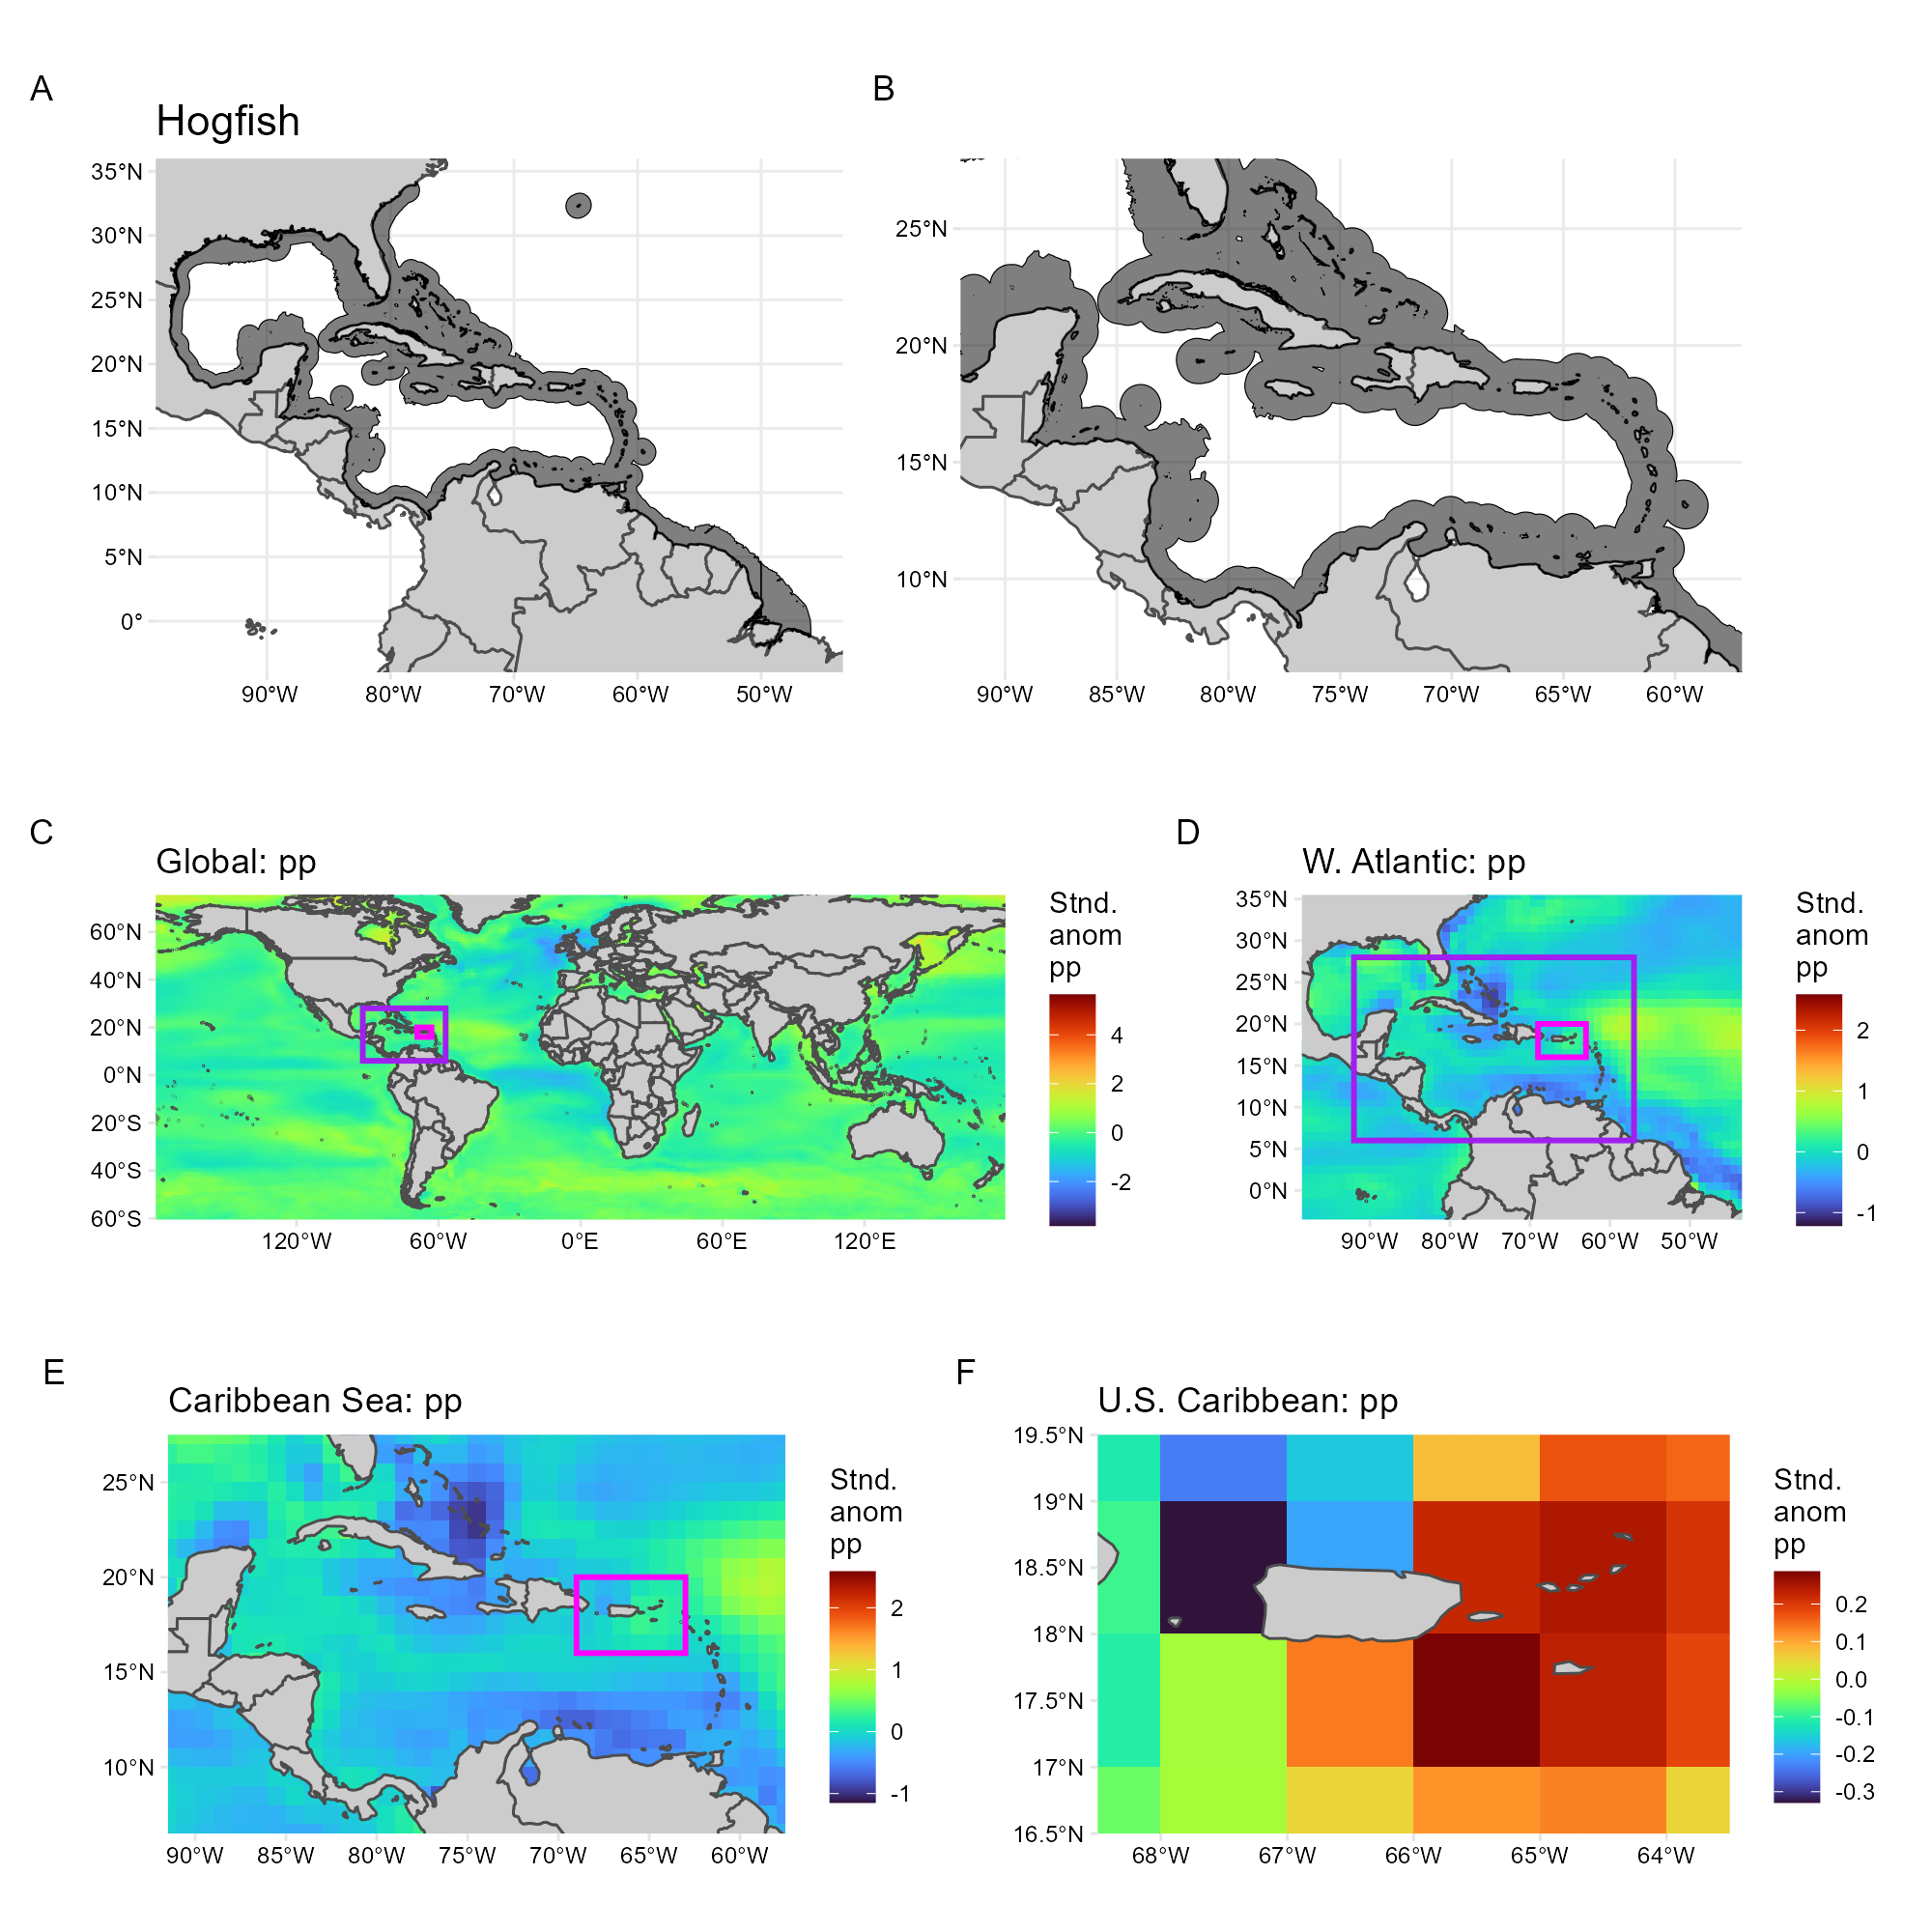 A
Hogfish
35°N
30°N
25°N
20°N
15°N
10°N
5°N
0°
90°W 80°W 70°W 60°W 50°W
B
25°N
20°N
15°N
10°N
90°W 85°W 80°W 75°W 70°W 65°W 60°W
C
Global: pp
60°N
40°N
20°N
0°N
20°S
40°S
60°S
120°W 60°W 0°E 60°E 120°E
Stnd.
anom
pp
4
2
0
-2
D
W. Atlantic: pp
35°N
30°N
25°N
20°N
15°N
10°N
5°N
0°N
90°W 80°W 70°W 60°W 50°W
Stnd.
anom
pp
2
1
0
-1
E
Caribbean Sea: pp
25°N
20°N
15°N
10°N
90°W 85°W 80°W 75°W 70°W 65°W 60°W
Stnd.
anom
pp
2
1
0
-1
F
U.S. Caribbean: pp
19.5°N
19°N
18.5°N
18°N
17.5°N
17°N
16.5°N
68°W 67°W 66°W 65°W 64°W
Stnd.
anom
pp
0.2
0.1
0.0
-0.1
-0.2
-0.3